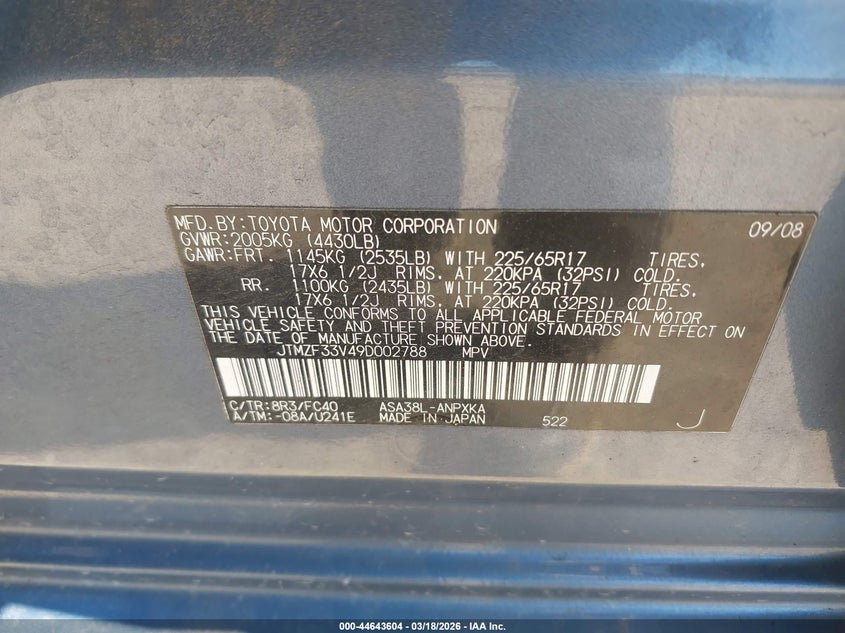 MFD.BY:TOYOTA MOTOR CORPORATION 09/08
GVWR:2005KG (4430LB)
GAWR:FRT. 1145KG (2535LB) WITH 225/65R17 TIRES,
17X6 1/2J RIMS, AT 220KPA (32PSI) COLD.
RR. 1100KG (2435LB) WITH 225/65R17 TIRES,
17X6 1/2J RIMS, AT 220KPA (32PSI) COLD.
THIS VEHICLE CONFORMS TO ALL APPLICABLE FEDERAL MOTOR
VEHICLE SAFETY AND THEFT PREVENTION STANDARDS IN EFFECT ON
THE DATE OF MANUFACTURE SHOWN ABOVE.
JTMZF33V49D002788 MPV
C/TR:8R3/FC40 ASA38L-ANPXKA
A/TM:-08A/U241E MADE IN JAPAN 522 J
000-44643604 / 03/18/2026 - IAA Inc.